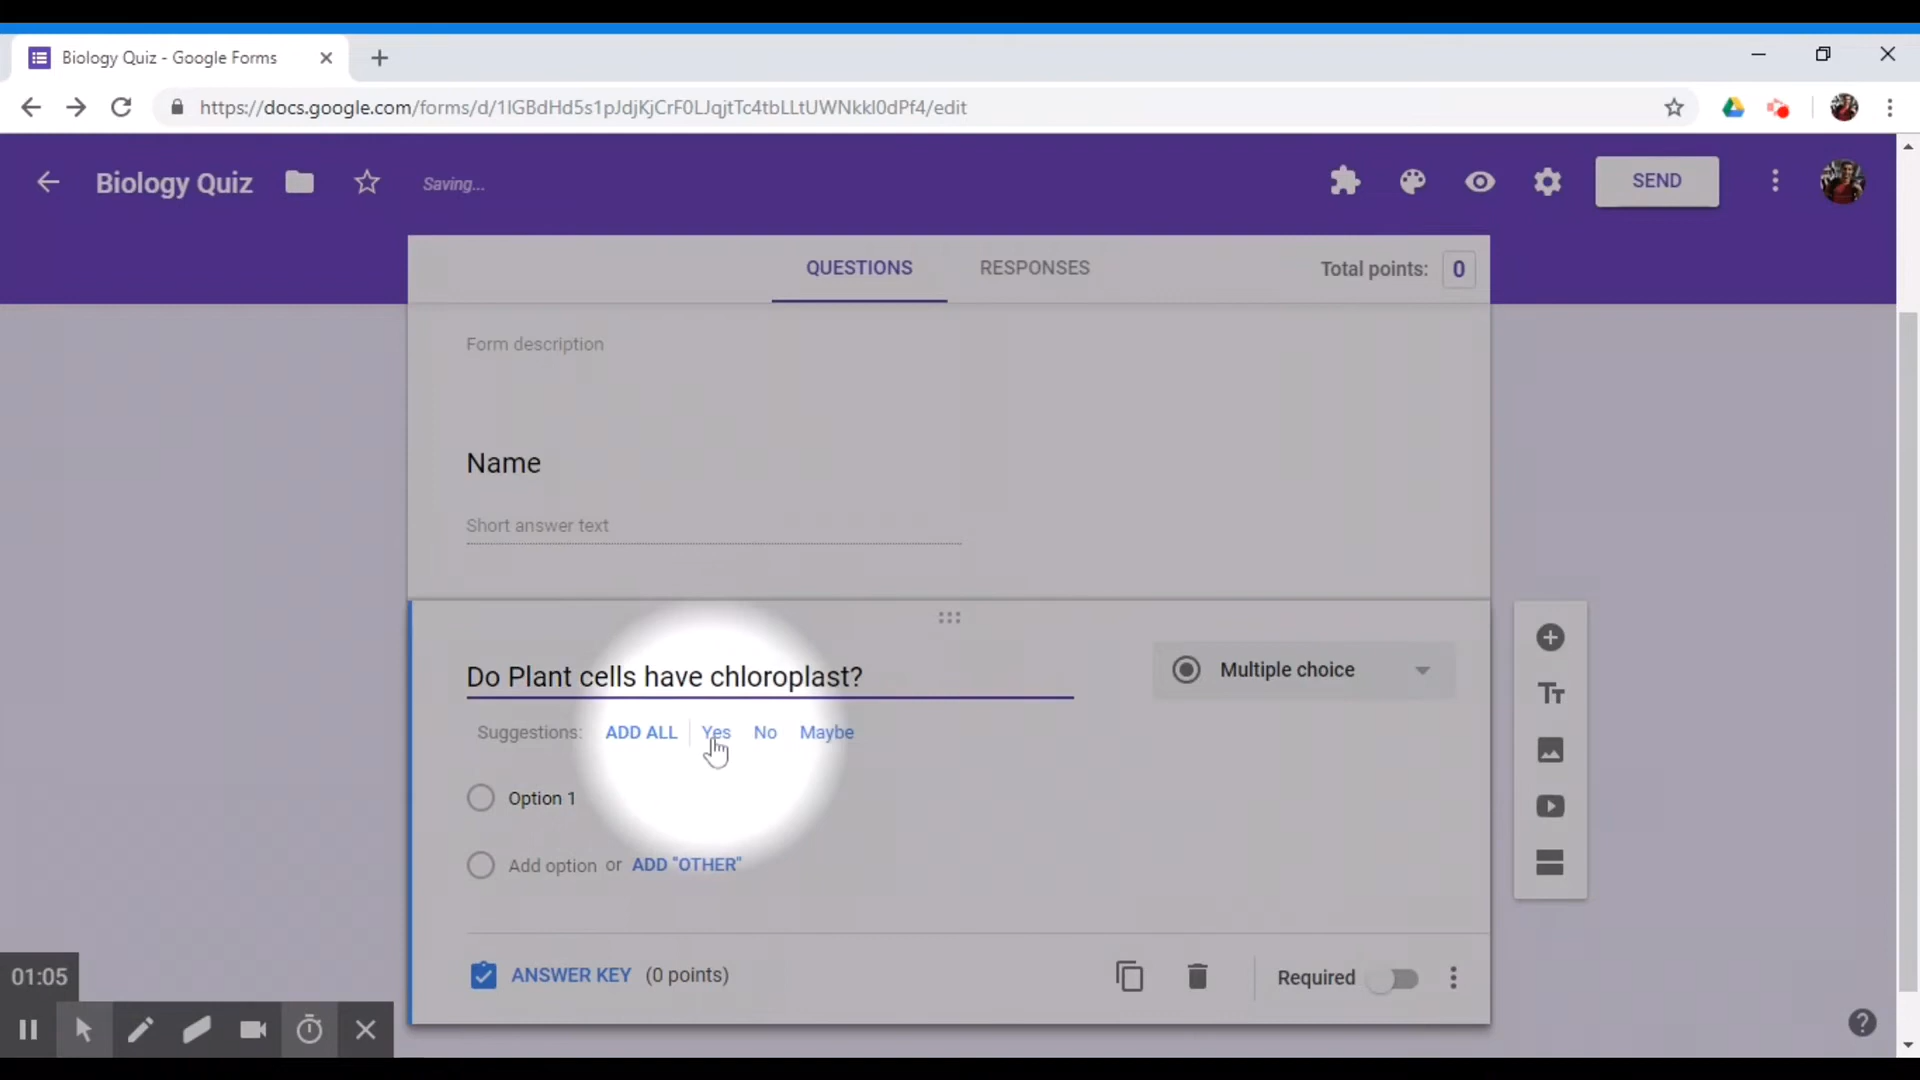 Biology Quiz - Google Forms
https://docs.google.com/forms/d/1lGBdHd5s1pJdjKjCrF0LJqjtTc4tbLLtUWNkkl0dPf4/edit
Biology Quiz Saving... SEND
QUESTIONS RESPONSES Total points: 0
Form description
Name
Short answer text
Do Plant cells have chloroplast? Multiple choice
Suggestions: ADD ALL Yes No Maybe
Option 1
Add option or ADD "OTHER"
ANSWER KEY (0 points) Required
01:05